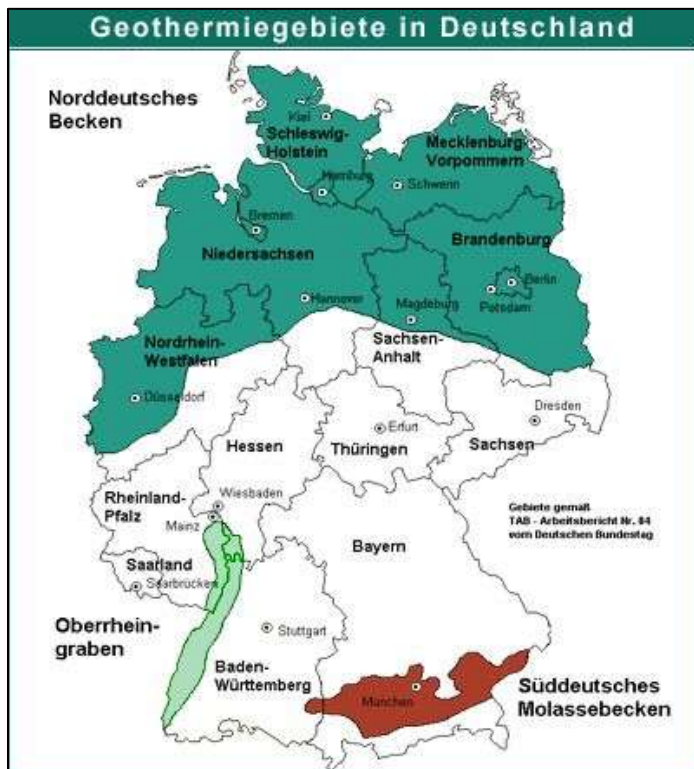 Geothermiegebiete in Deutschland
Norddeutsches
Becken
Kiel
Schleswig-
Holstein
Mecklenburg-
Vorpommern
Hamburg
Schwerin
Bremen
Niedersachsen
Brandenburg
Berlin
Potsdam
Hannover
Magdeburg
Nordrhein-
Westfalen
Sachsen-
Anhalt
Düsseldorf
Dresden
Erfurt
Hessen
Thüringen
Sachsen
Rheinland-
Pfalz
Wiesbaden
Mainz
Gebiete gemäß
TAB - Arbeitsbericht Nr. 84
vom Deutschen Bundestag
Bayern
Saarland
Saarbrücken
Oberrhein-
graben
Stuttgart
Baden-
Württemberg
München
Süddeutsches
Molassebecken